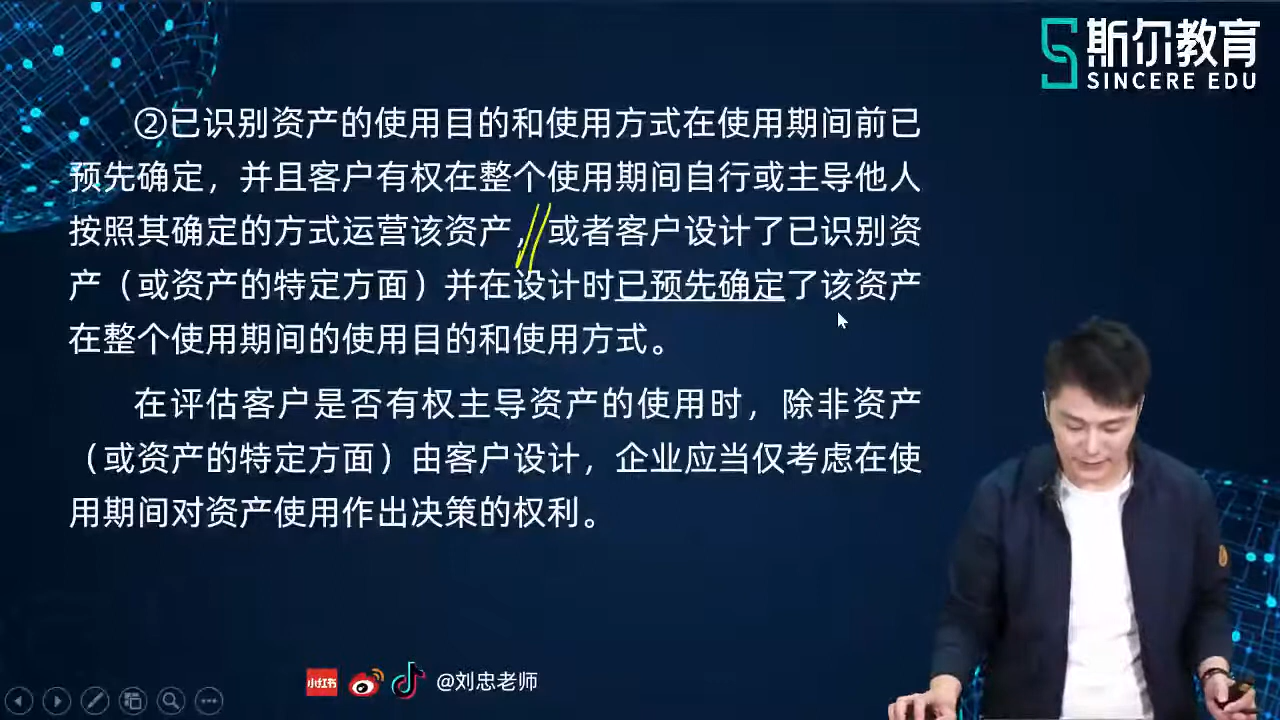 斯尔教育
SINCERE EDU
②已识别资产的使用目的和使用方式在使用期间前已
预先确定，并且客户有权在整个使用期间自行或主导他人
按照其确定的方式运营该资产，或者客户设计了已识别资
产（或资产的特定方面）并在设计时已预先确定了该资产
在整个使用期间的使用目的和使用方式。
在评估客户是否有权主导资产的使用时，除非资产
（或资产的特定方面）由客户设计，企业应当仅考虑在使
用期间对资产使用作出决策的权利。
小红书 @刘忠老师